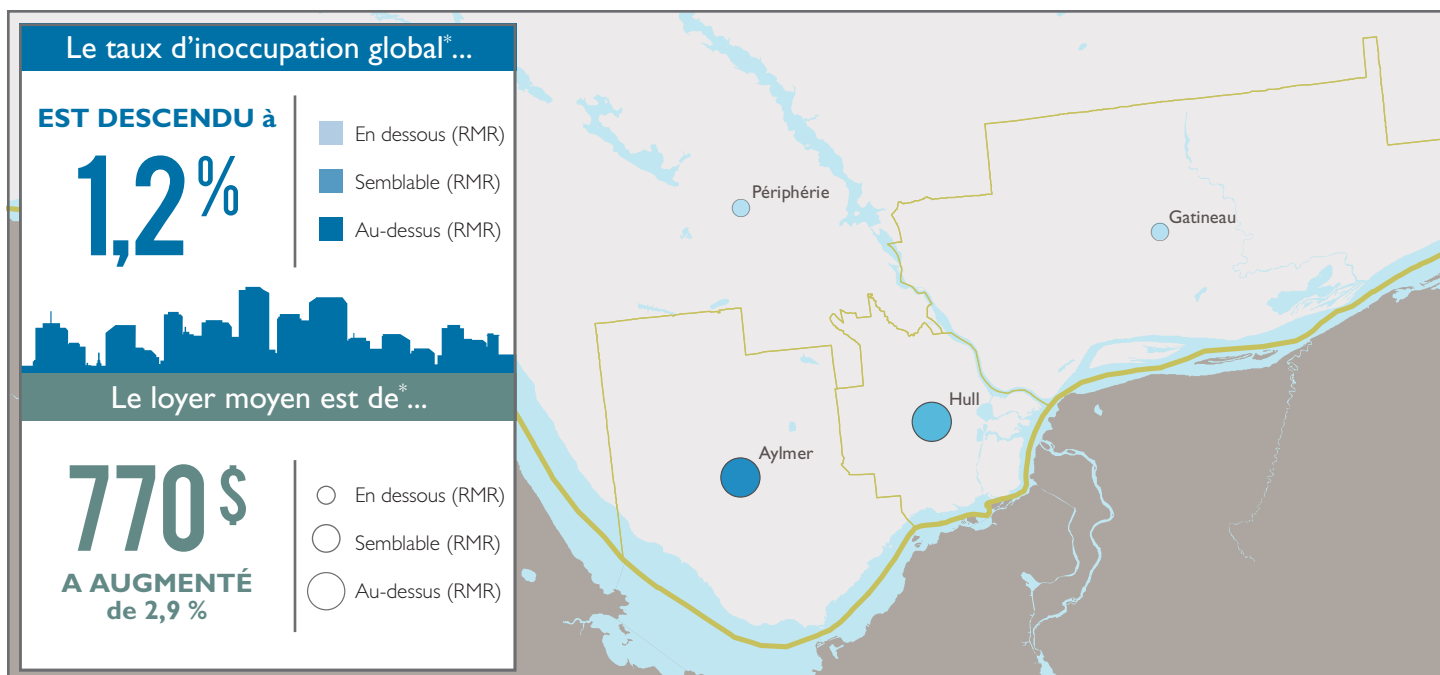 Le taux d’inoccupation global*...
EST DESCENDU à
1,2 %
En dessous (RMR)
Semblable (RMR)
Au-dessus (RMR)
Le loyer moyen est de*...
770 $
A AUGMENTÉ
de 2,9 %
En dessous (RMR)
Semblable (RMR)
Au-dessus (RMR)
Périphérie
Gatineau
Hull
Aylmer